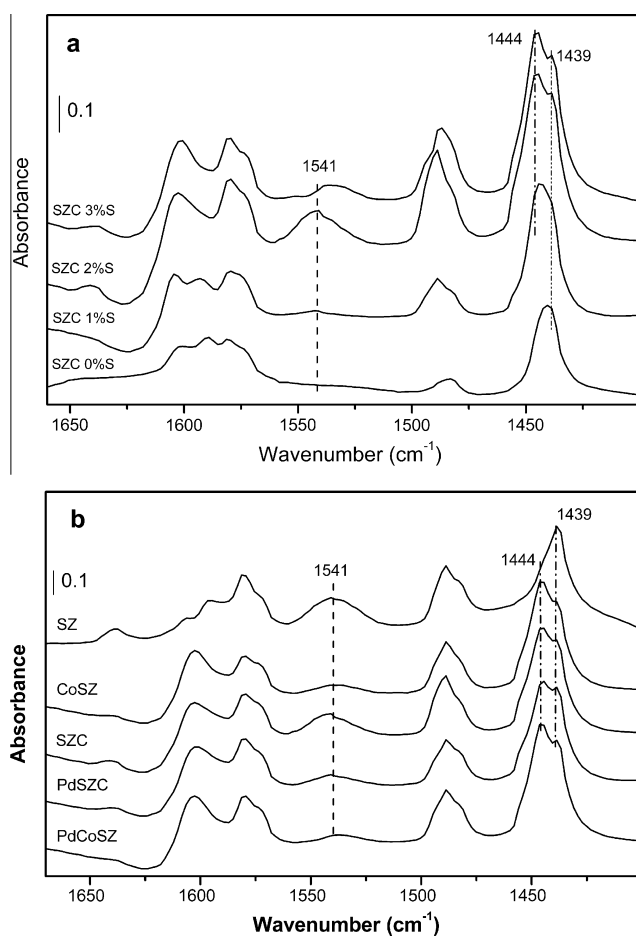 a
1444
1439
0.1
1541
SZC 3%S
SZC 2%S
SZC 1%S
SZC 0%S
Absorbance
1650 1600 1550 1500 1450
Wavenumber (cm⁻¹)
b
1439
1444
0.1
1541
SZ
CoSZ
SZC
PdSZC
PdCoSZ
Absorbance
1650 1600 1550 1500 1450
Wavenumber (cm⁻¹)